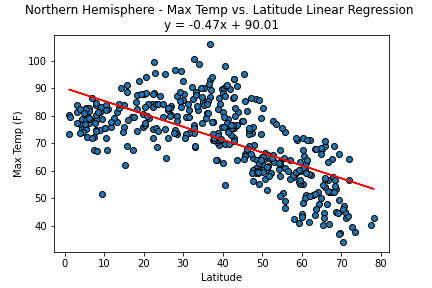 Northern Hemisphere - Max Temp vs. Latitude Linear Regression
y = -0.47x + 90.01
Max Temp (F)
100
90
80
70
60
50
40
0 10 20 30 40 50 60 70 80
Latitude